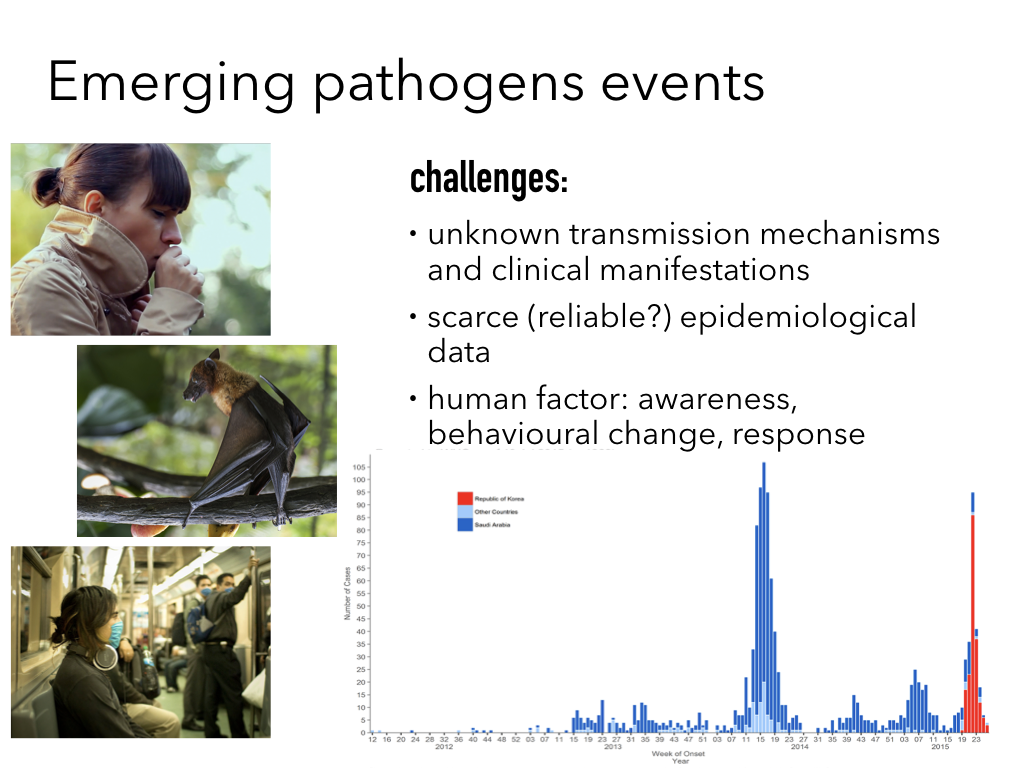 Emerging pathogens events
challenges:
• unknown transmission mechanisms
and clinical manifestations
• scarce (reliable?) epidemiological
data
• human factor: awareness,
behavioural change, response
105
100
95
90
85
80
75
70
65
60
55
50
45
40
35
30
25
20
15
10
5
0
Number of Cases
Republic of Korea
Other Countries
Saudi Arabia
12 16 20 24 28 32 36 40 44 48 52 03 07 11 15 19 23 27 31 35 39 43 47 51 03 07 11 15 19 23 27 31 35 39 43 47 51 03 07 11 15 19 23
2012 2013 2014 2015
Week of Onset
Year